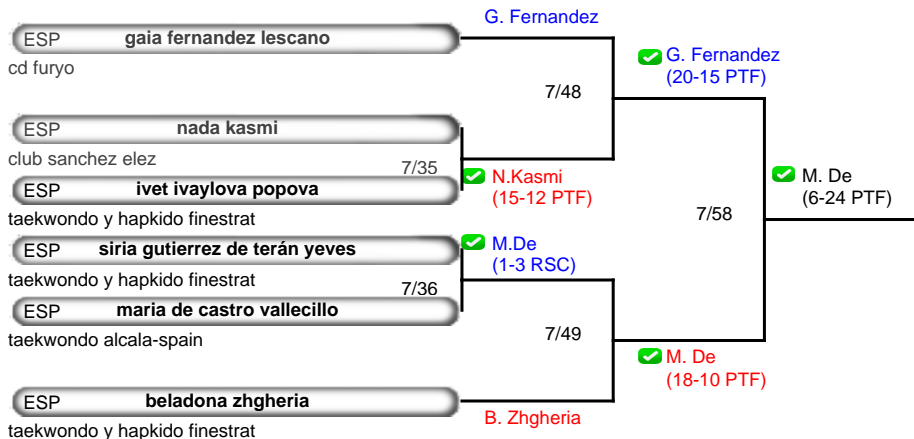 G. Fernandez
ESP gaia fernandez lescano
cd furyo
G. Fernandez
(20-15 PTF)
7/48
ESP nada kasmi
club sanchez elez
7/35
N.Kasmi
(15-12 PTF)
ESP ivet ivaylova popova
taekwondo y hapkido finestrat
M. De
(6-24 PTF)
7/58
ESP siria gutierrez de terán yeves
taekwondo y hapkido finestrat
M.De
(1-3 RSC)
7/36
ESP maria de castro vallecillo
taekwondo alcala-spain
7/49
M. De
(18-10 PTF)
ESP beladona zhgheria
B. Zhgheria
taekwondo y hapkido finestrat